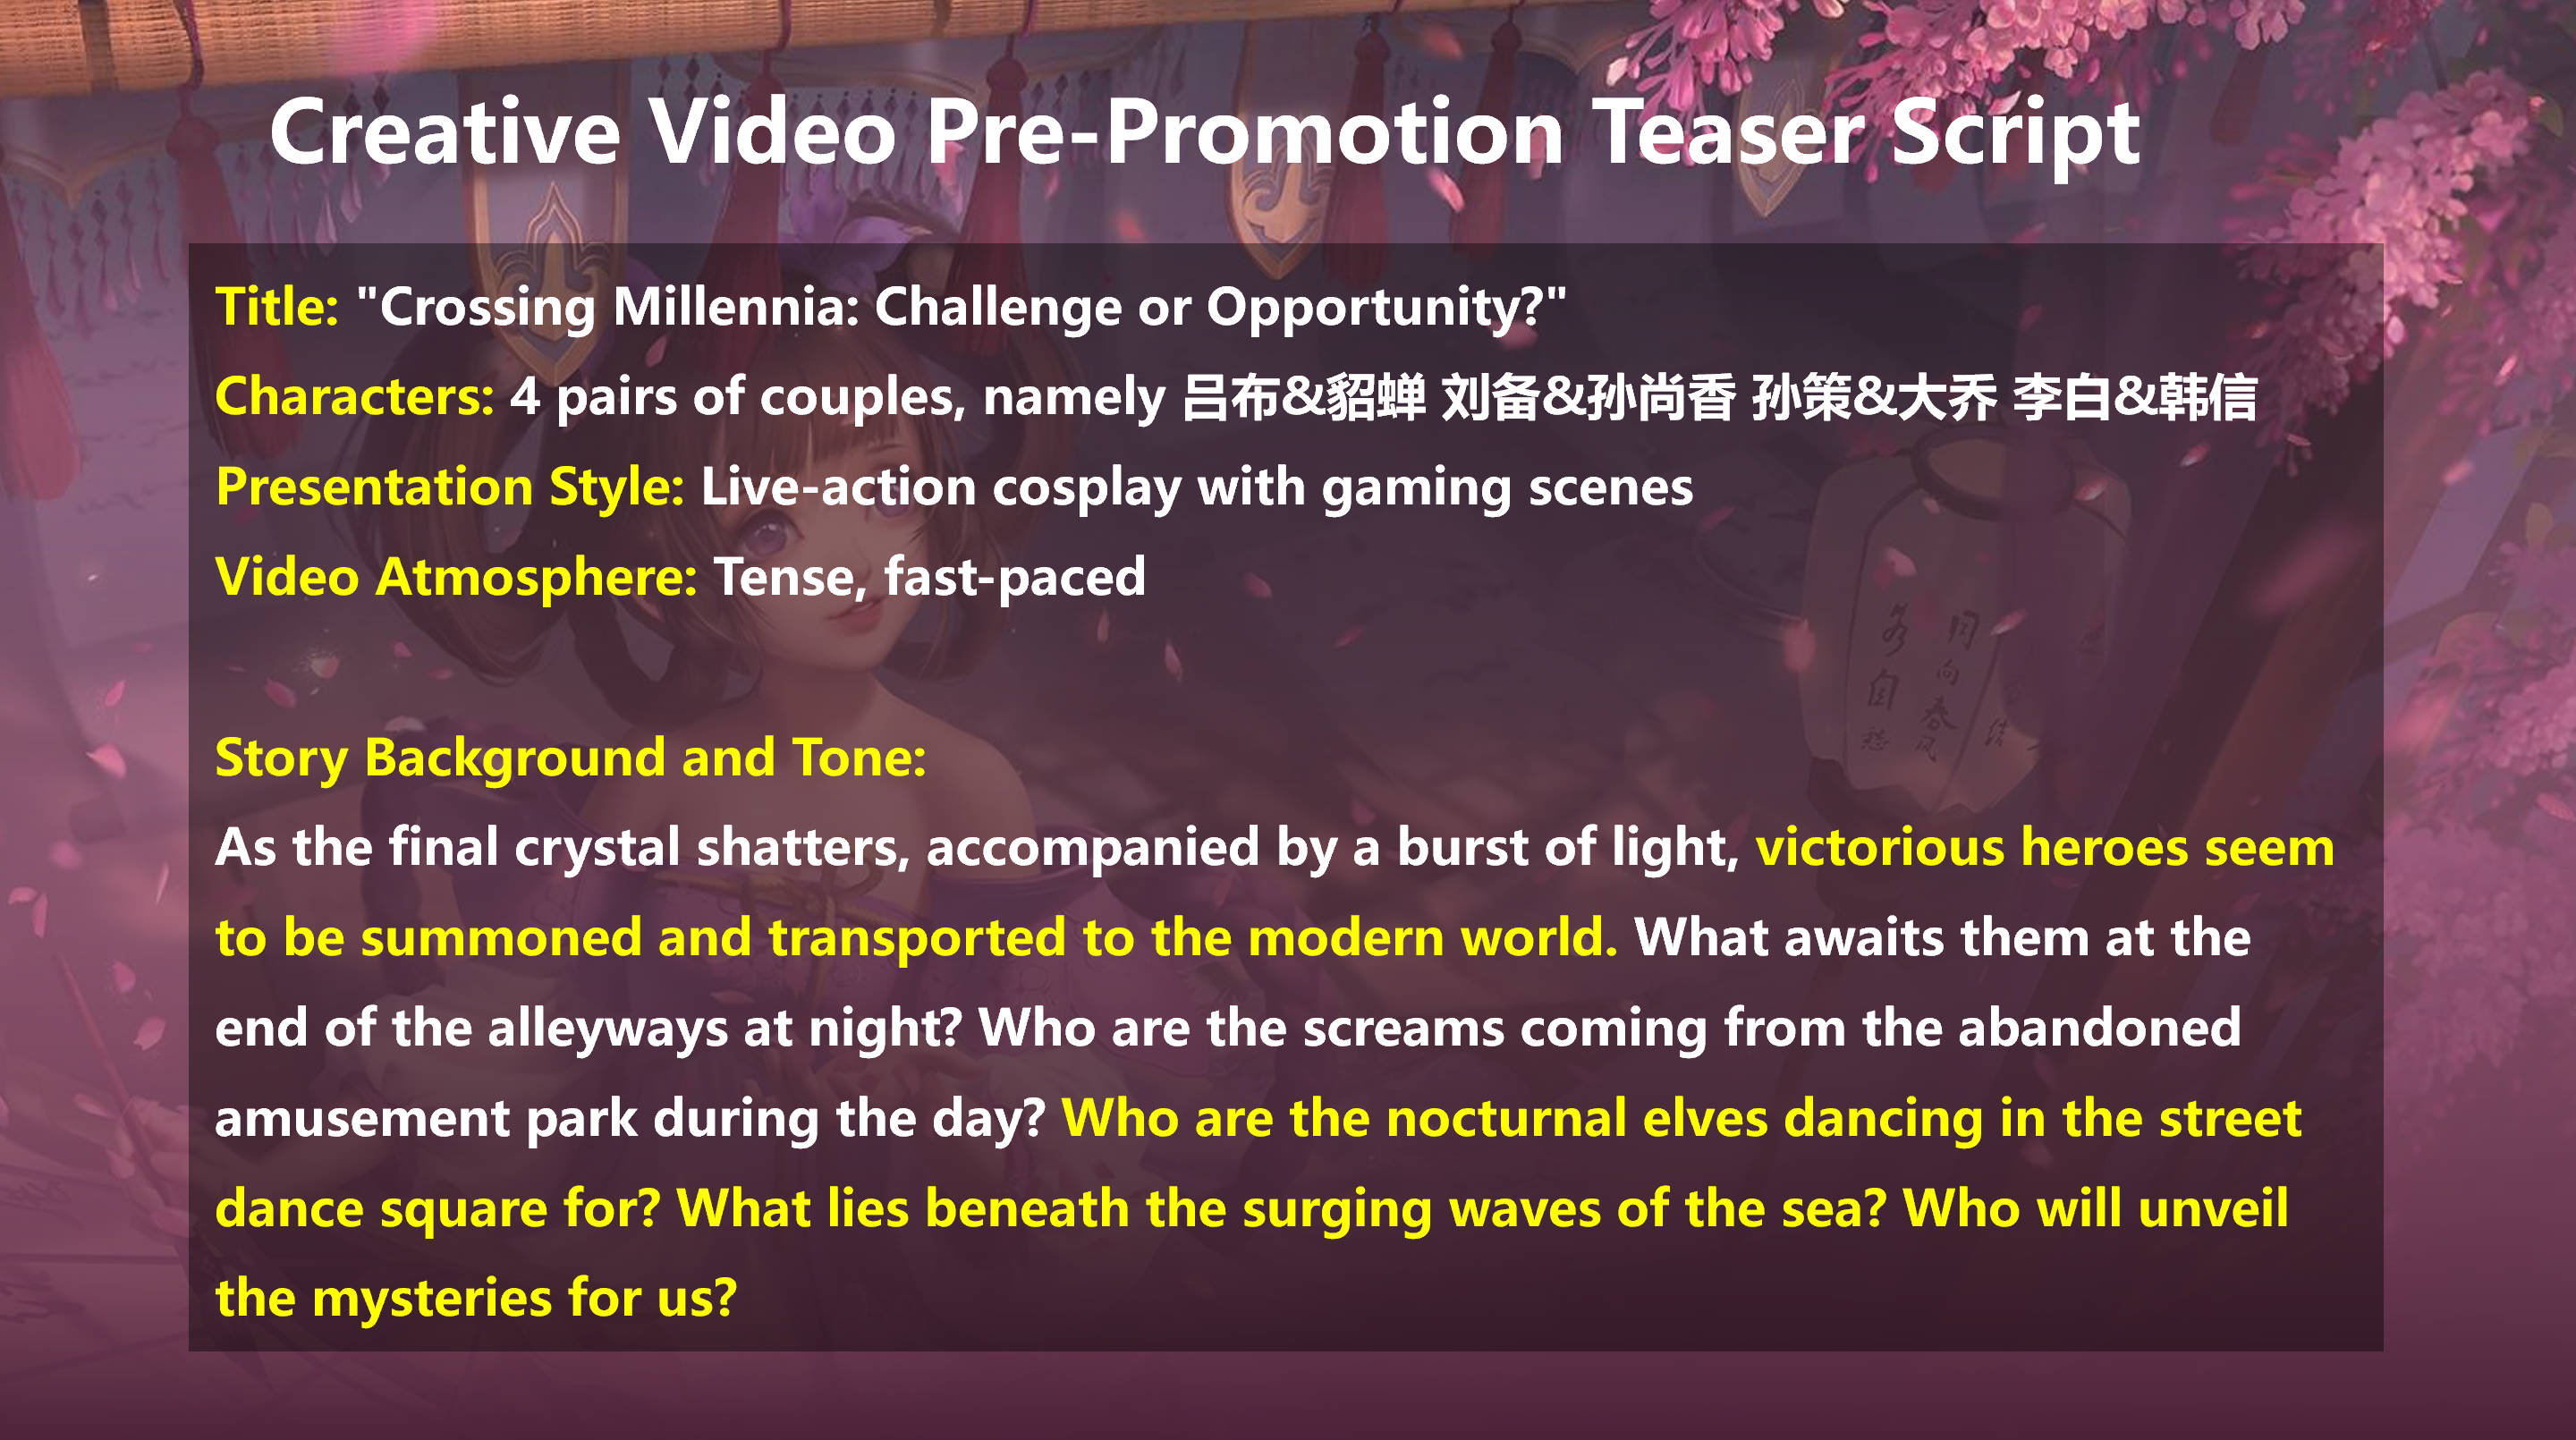 Creative Video Pre-Promotion Teaser Script
Title: "Crossing Millennia: Challenge or Opportunity?"
Characters: 4 pairs of couples, namely 吕布&貂蝉 刘备&孙尚香 孙策&大乔 李白&韩信
Presentation Style: Live-action cosplay with gaming scenes
Video Atmosphere: Tense, fast-paced
Story Background and Tone:
As the final crystal shatters, accompanied by a burst of light, victorious heroes seem
to be summoned and transported to the modern world. What awaits them at the
end of the alleyways at night? Who are the screams coming from the abandoned
amusement park during the day? Who are the nocturnal elves dancing in the street
dance square for? What lies beneath the surging waves of the sea? Who will unveil
the mysteries for us?